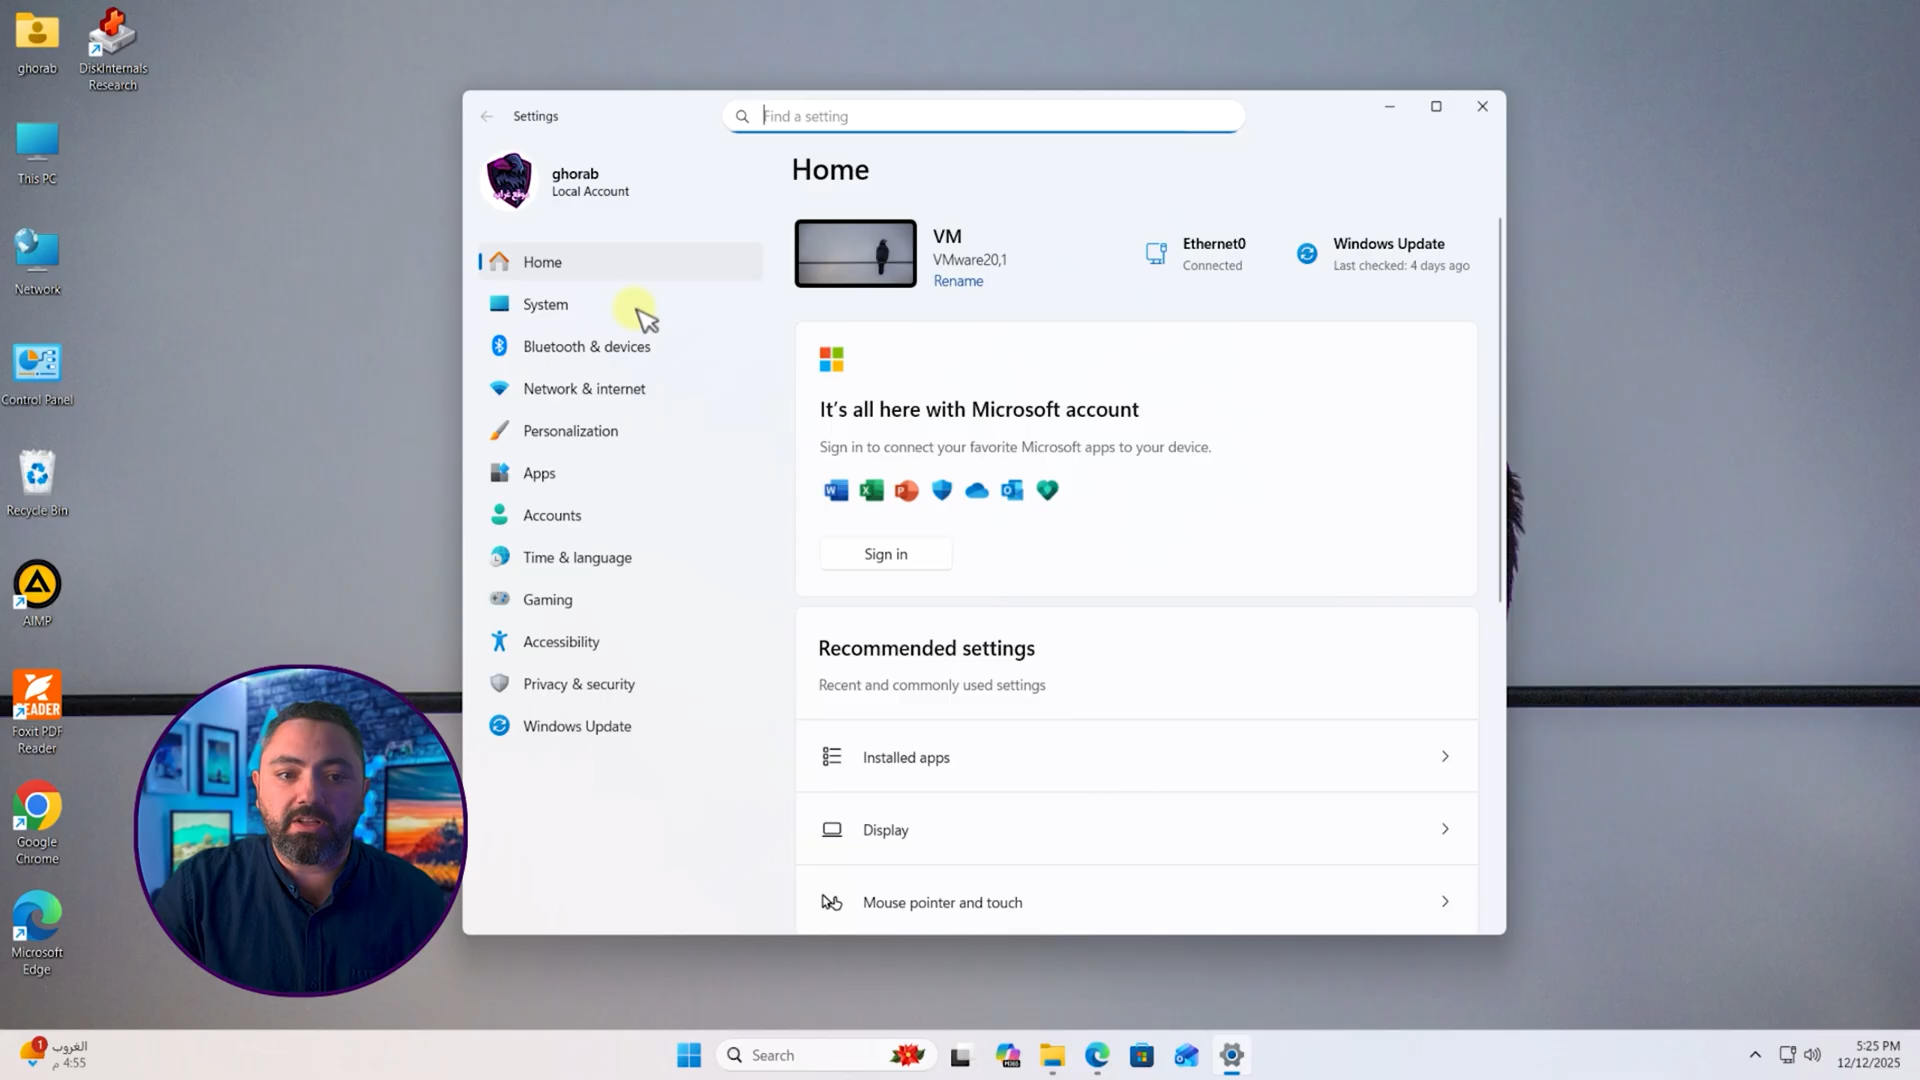 ghorab
DiskInternals
Research
This PC
Network
Control Panel
Recycle Bin
AIMP
READER
Foxit PDF
Reader
Google
Chrome
Microsoft
Edge
Settings
Find a setting
ghorab
Local Account
Home
System
Bluetooth & devices
Network & internet
Personalization
Apps
Accounts
Time & language
Gaming
Accessibility
Privacy & security
Windows Update
Home
VM
VMware20,1
Rename
Ethernet0
Connected
Windows Update
Last checked: 4 days ago
It's all here with Microsoft account
Sign in to connect your favorite Microsoft apps to your device.
Sign in
Recommended settings
Recent and commonly used settings
Installed apps
Display
Mouse pointer and touch
1
الغروب
4:55 م
Search
M365
5:25 PM
12/12/2025